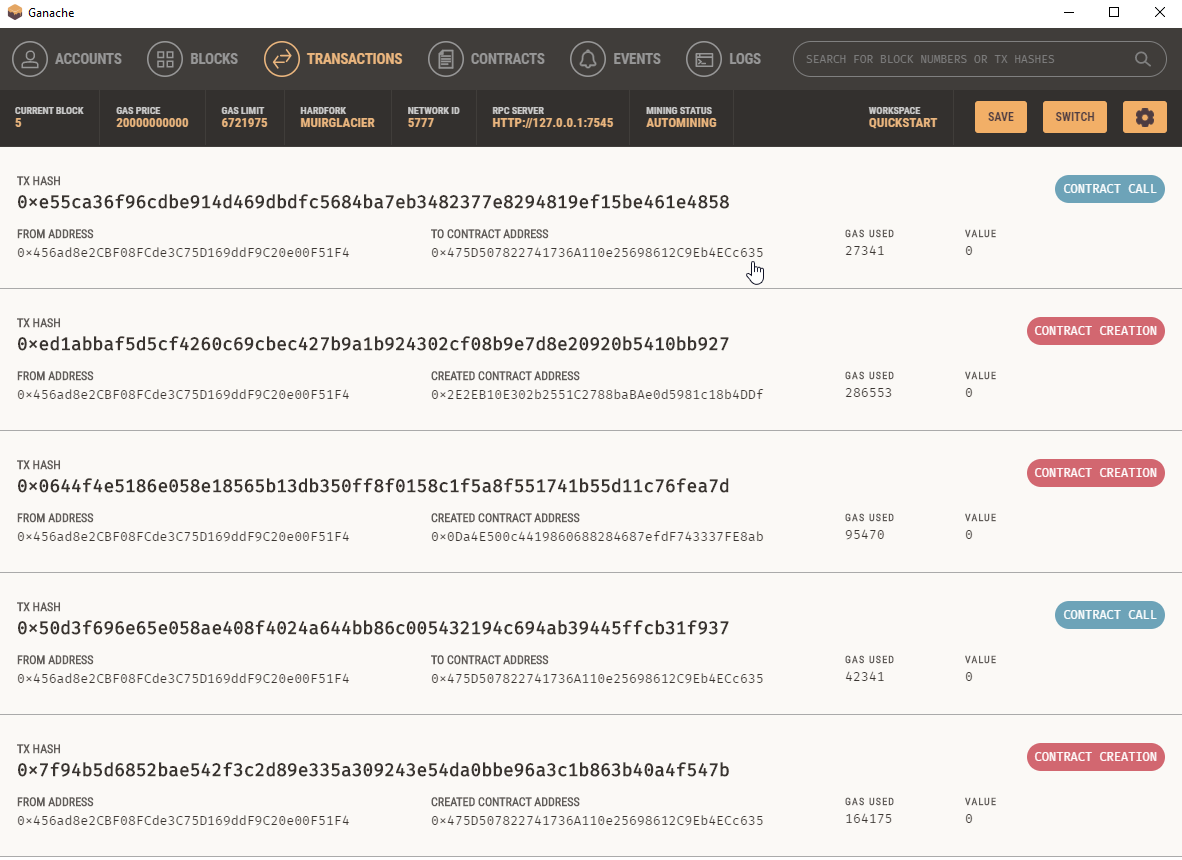 Ganache
ACCOUNTS BLOCKS TRANSACTIONS CONTRACTS EVENTS LOGS SEARCH FOR BLOCK NUMBERS OR TX HASHES
CURRENT BLOCK GAS PRICE GAS LIMIT HARDFORK NETWORK ID RPC SERVER MINING STATUS WORKSPACE
5 20000000000 6721975 MUIRGLACIER 5777 HTTP://127.0.0.1:7545 AUTOMINING QUICKSTART SAVE SWITCH
TX HASH
0×e55ca36f96cdbe914d469dbdfc5684ba7eb3482377e8294819ef15be461e4858 CONTRACT CALL
FROM ADDRESS TO CONTRACT ADDRESS GAS USED VALUE
0×456ad8e2CBF08FCde3C75D169ddF9C20e00F51F4 0×475D507822741736A110e25698612C9Eb4ECc635 27341 0
TX HASH
0×ed1abbaf5d5cf4260c69cbec427b9a1b924302cf08b9e7d8e20920b5410bb927 CONTRACT CREATION
FROM ADDRESS CREATED CONTRACT ADDRESS GAS USED VALUE
0×456ad8e2CBF08FCde3C75D169ddF9C20e00F51F4 0×2E2EB10E302b2551C2788baBAe0d5981c18b4DDf 286553 0
TX HASH
0×0644f4e5186e058e18565b13db350ff8f0158c1f5a8f551741b55d11c76fea7d CONTRACT CREATION
FROM ADDRESS CREATED CONTRACT ADDRESS GAS USED VALUE
0×456ad8e2CBF08FCde3C75D169ddF9C20e00F51F4 0×0Da4E500c4419860688284687efdF743337FE8ab 95470 0
TX HASH
0×50d3f696e65e058ae408f4024a644bb86c005432194c694ab39445ffcb31f937 CONTRACT CALL
FROM ADDRESS TO CONTRACT ADDRESS GAS USED VALUE
0×456ad8e2CBF08FCde3C75D169ddF9C20e00F51F4 0×475D507822741736A110e25698612C9Eb4ECc635 42341 0
TX HASH
0×7f94b5d6852bae542f3c2d89e335a309243e54da0bbe96a3c1b863b40a4f547b CONTRACT CREATION
FROM ADDRESS CREATED CONTRACT ADDRESS GAS USED VALUE
0×456ad8e2CBF08FCde3C75D169ddF9C20e00F51F4 0×475D507822741736A110e25698612C9Eb4ECc635 164175 0